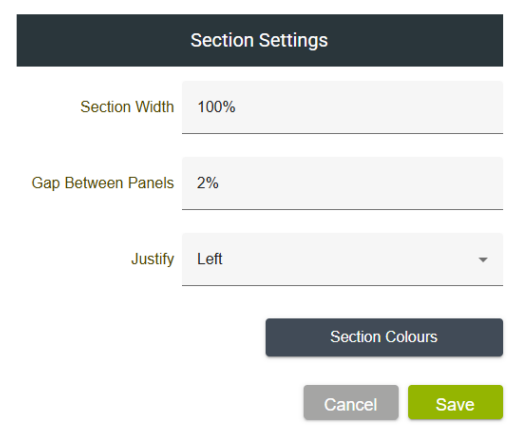 Section Settings
Section Width 100%
Gap Between Panels 2%
Justify Left
Section Colours
Cancel Save